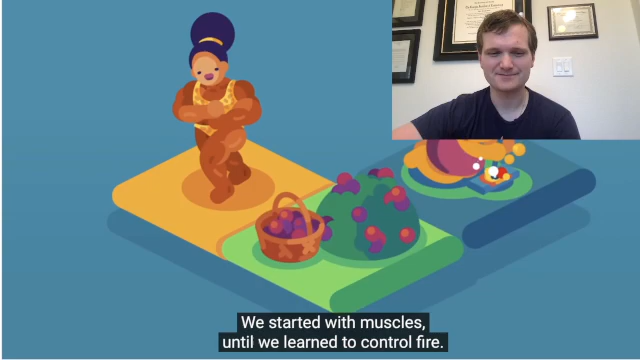 We started with muscles,
until we learned to control fire.